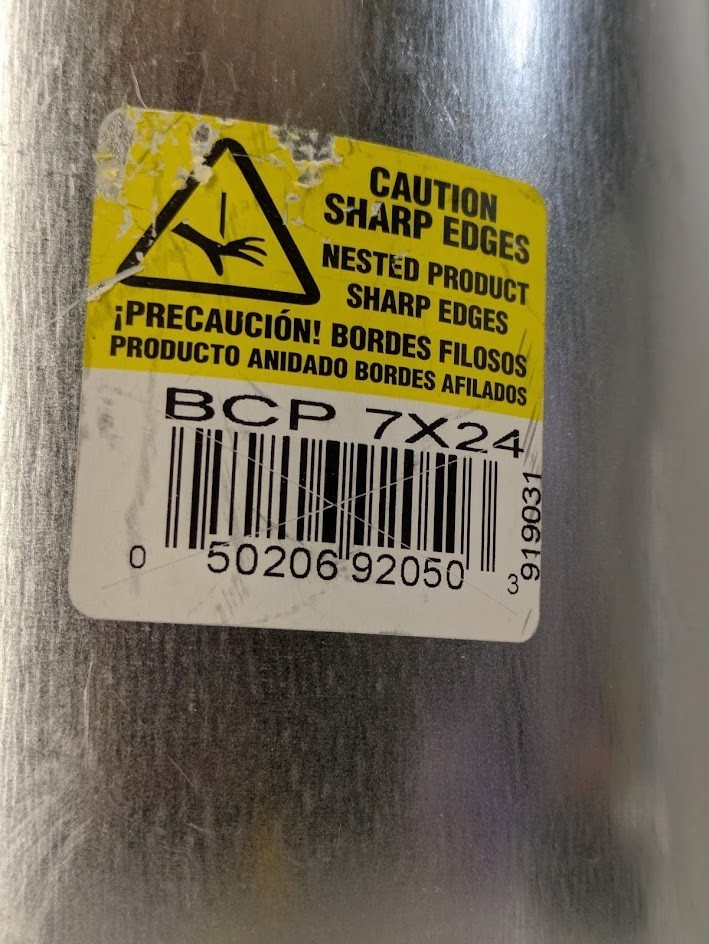 CAUTION
SHARP EDGES
NESTED PRODUCT
SHARP EDGES
¡PRECAUCIÓN! BORDES FILOSOS
PRODUCTO ANIDADO BORDES AFILADOS
BCP 7X24
0 50206 92050 3
919031